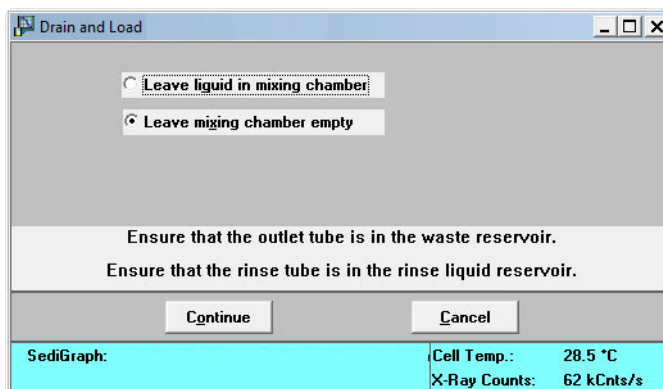 Drain and Load
Leave liquid in mixing chamber
Leave mixing chamber empty
Ensure that the outlet tube is in the waste reservoir.
Ensure that the rinse tube is in the rinse liquid reservoir.
Continue Cancel
SediGraph: Cell Temp.: 28.5 °C
X-Ray Counts: 62 kCnts/s